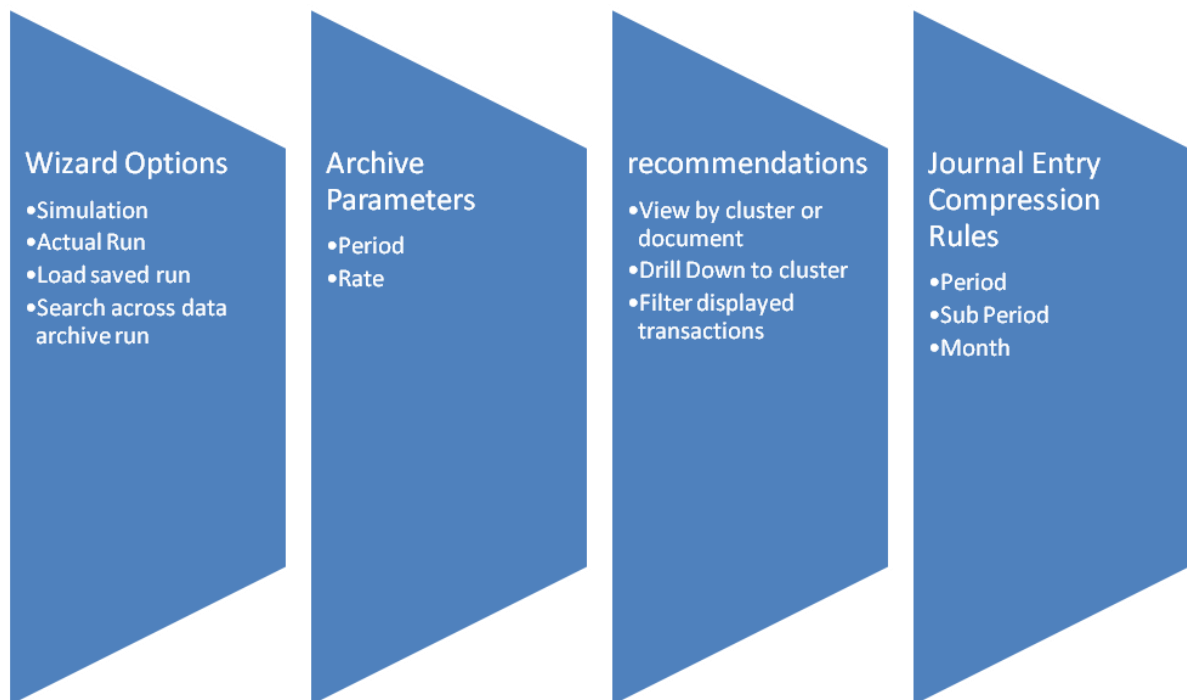 Wizard Options
•Simulation
•Actual Run
•Load saved run
•Search across data
archive run
Archive
Parameters
•Period
•Rate
recommendations
•View by cluster or
document
•Drill Down to cluster
•Filter displayed
transactions
Journal Entry
Compression
Rules
•Period
•Sub Period
•Month